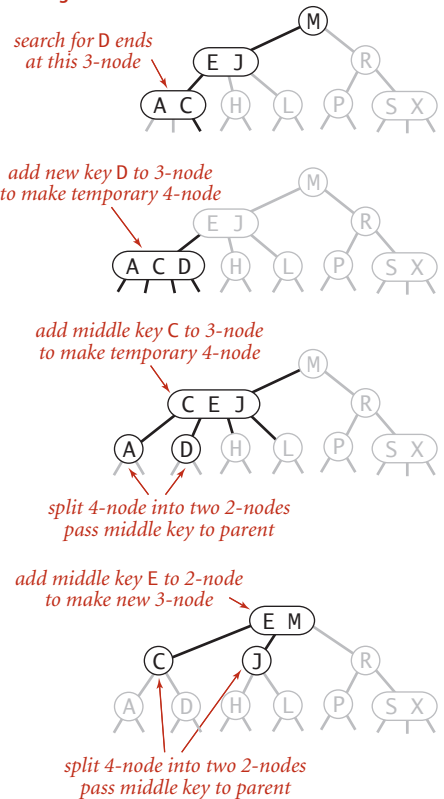 M
search for D ends
at this 3-node
E J
R
A C
H
L
P
S X
add new key D to 3-node
to make temporary 4-node
M
E J
R
A C D
H
L
P
S X
add middle key C to 3-node
to make temporary 4-node
M
C E J
R
A
D
H
L
P
S X
split 4-node into two 2-nodes
pass middle key to parent
add middle key E to 2-node
to make new 3-node
E M
C
J
R
A
D
H
L
P
S X
split 4-node into two 2-nodes
pass middle key to parent